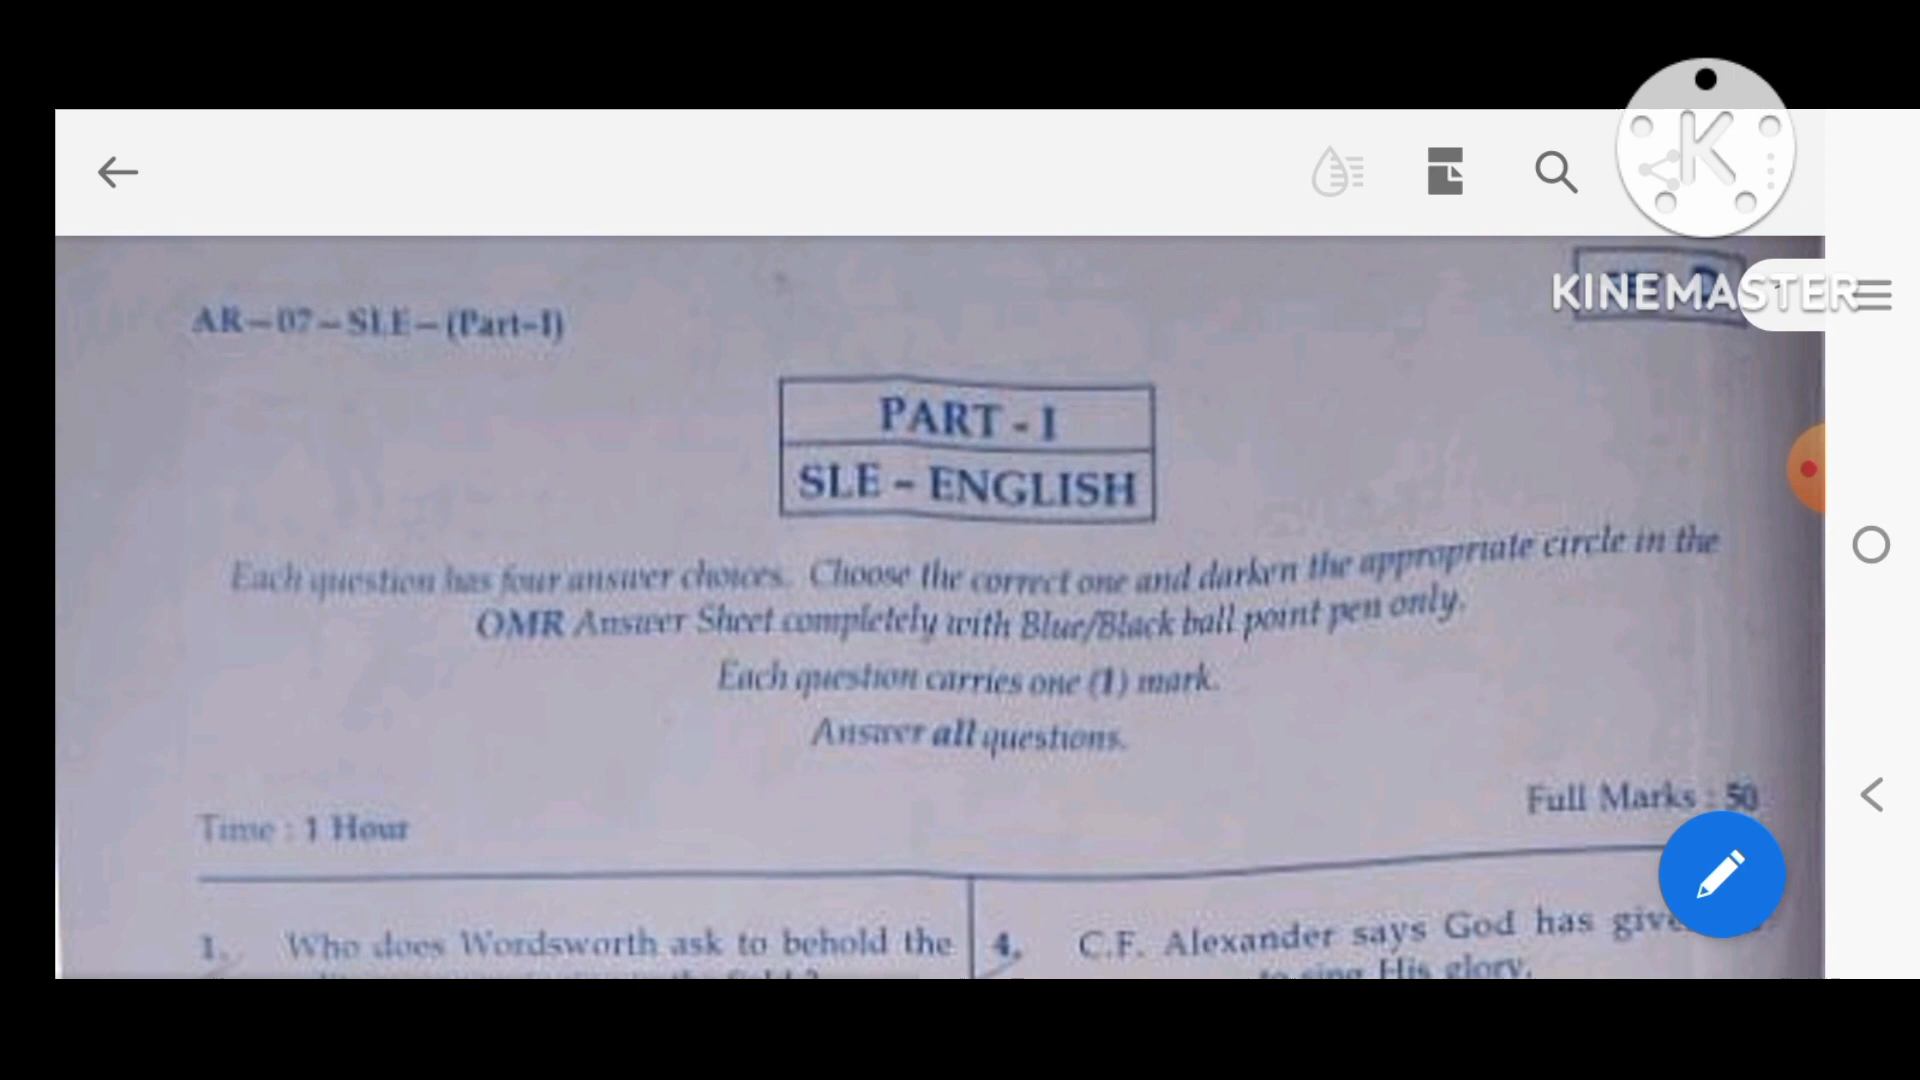 K
KINEMASTER
AR-07-SLE-(Part-I)
PART - I
SLE - ENGLISH
Each question has four answer choices. Choose the correct one and darken the appropriate circle in the
OMR Answer Sheet completely with Blue/Black ball point pen only.
Each question carries one (1) mark.
Answer all questions.
Full Marks : 50
Time : 1 Hour
1. Who does Wordsworth ask to behold the
4. C.F. Alexander says God has
to sing His glory.